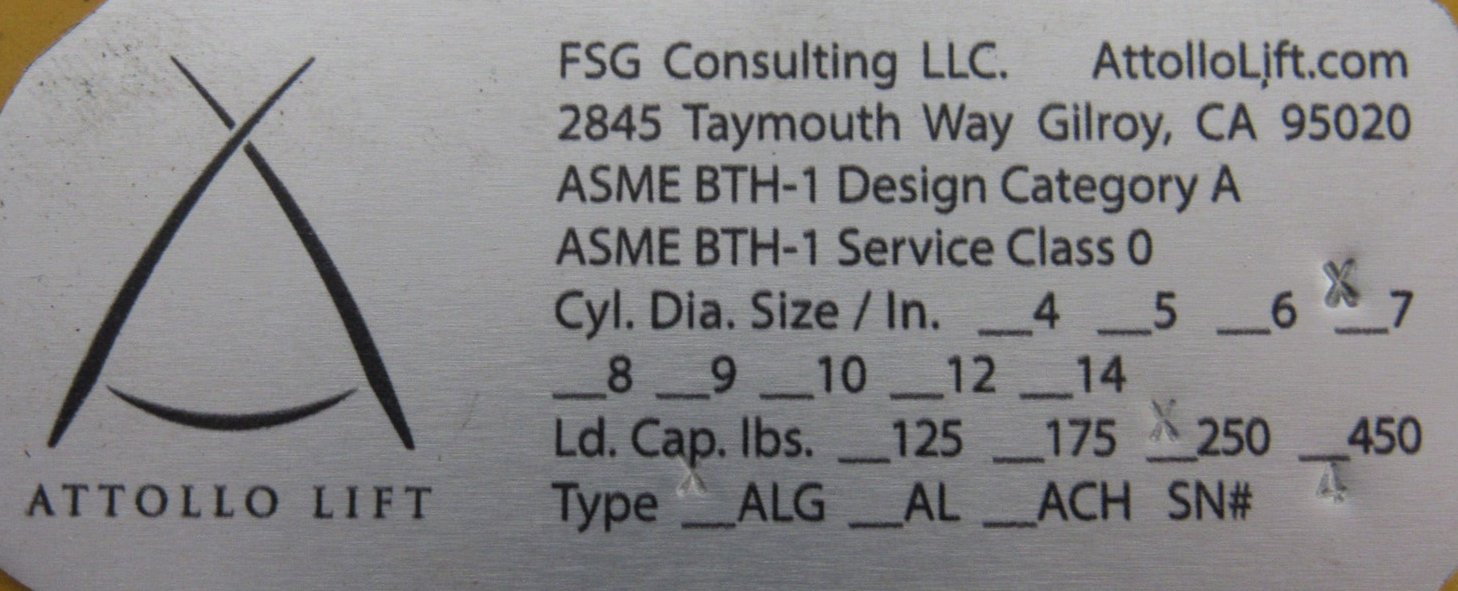 FSG Consulting LLC. AttolloLift.com
2845 Taymouth Way Gilroy, CA 95020
ASME BTH-1 Design Category A
ASME BTH-1 Service Class 0
Cyl. Dia. Size / In. __4 __5 __6 X__7
__8 __9 __10 __12 __14
Ld. Cap. lbs. __125 __175 X__250 __450
Type X__ALG __AL __ACH SN# 4
ATTOLLO LIFT